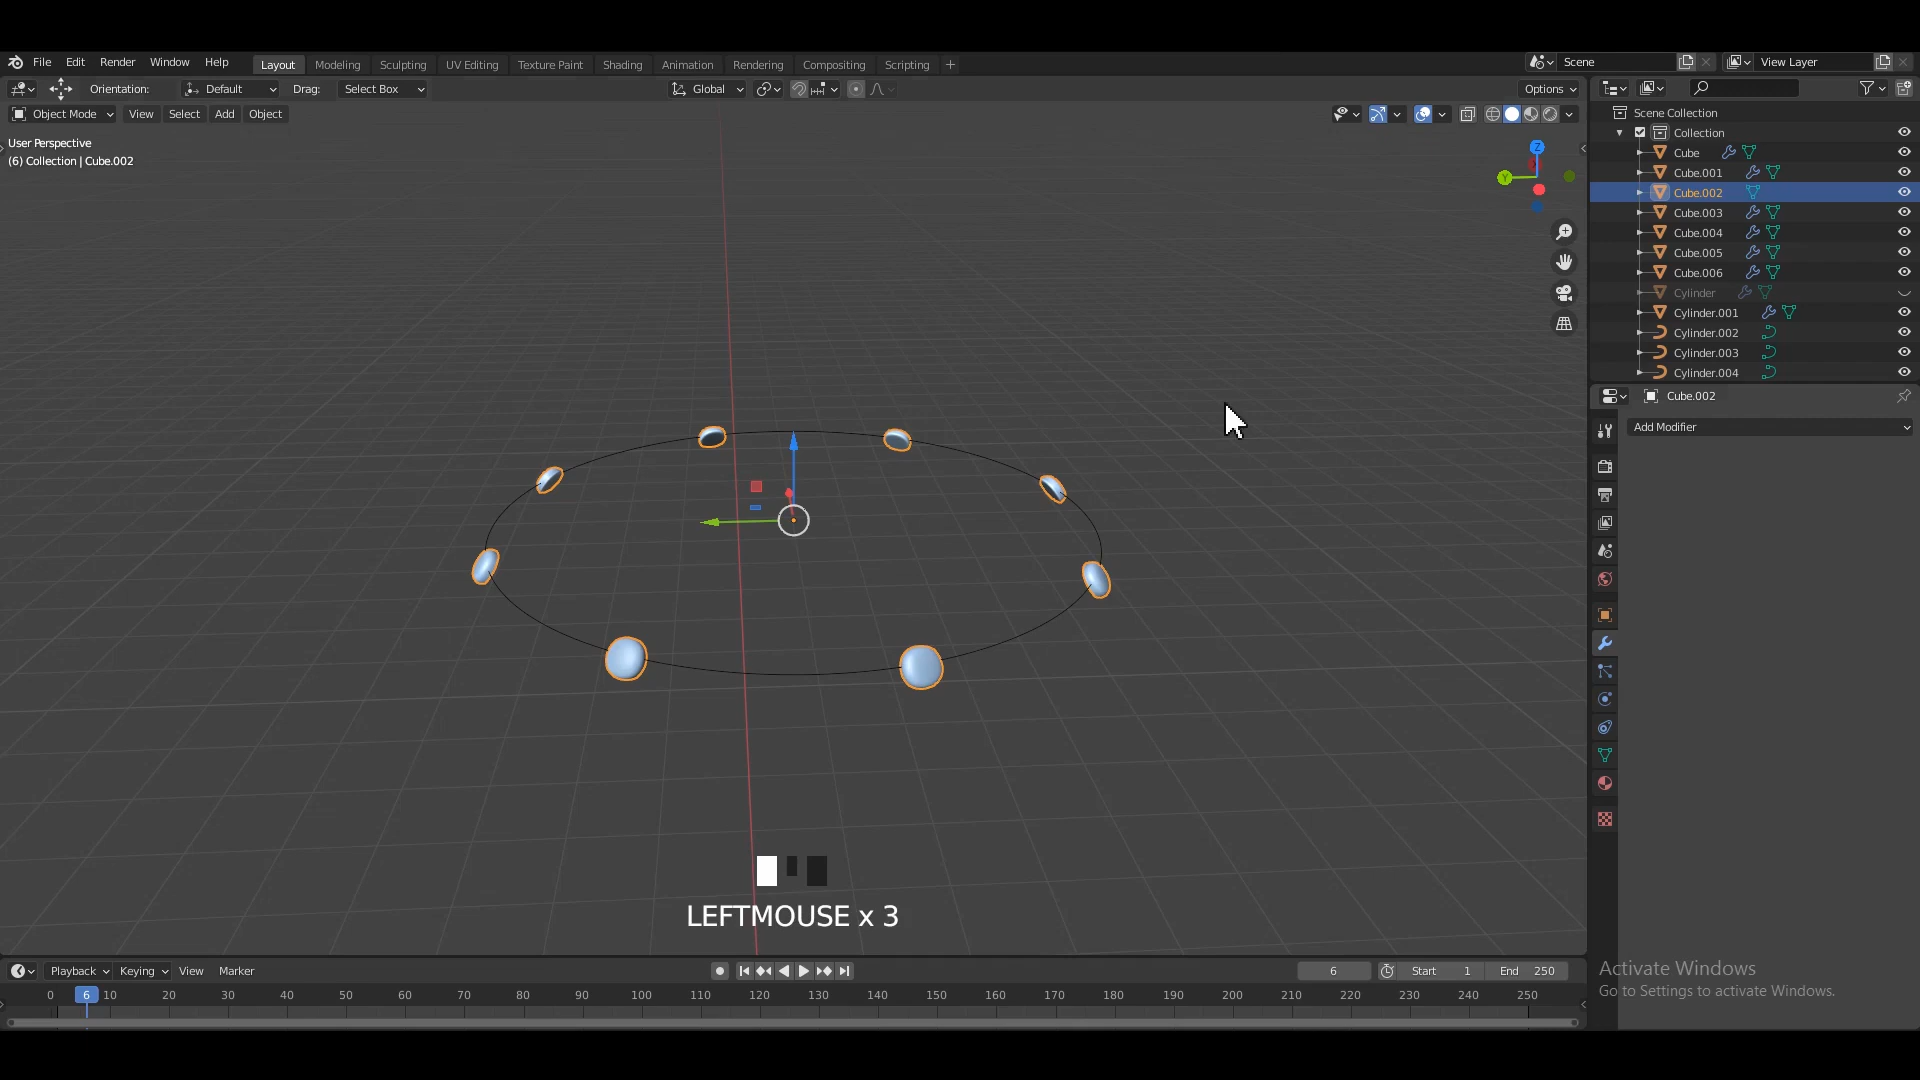 File Edit Render Window Help Layout Modeling Sculpting UV Editing Texture Paint Shading Animation Rendering Compositing Scripting + Scene View Layer
Orientation: Default Drag: Select Box Global Options
Object Mode View Select Add Object
User Perspective
(6) Collection | Cube.002
Z
Y
Scene Collection
Collection
Cube
Cube.001
Cube.002
Cube.003
Cube.004
Cube.005
Cube.006
Cylinder
Cylinder.001
Cylinder.002
Cylinder.003
Cylinder.004
Cube.002
Add Modifier
LEFTMOUSE x 3
Playback Keying View Marker 6 Start 1 End 250
0 6 10 20 30 40 50 60 70 80 90 100 110 120 130 140 150 160 170 180 190 200 210 220 230 240 250
Activate Windows
Go to Settings to activate Windows.